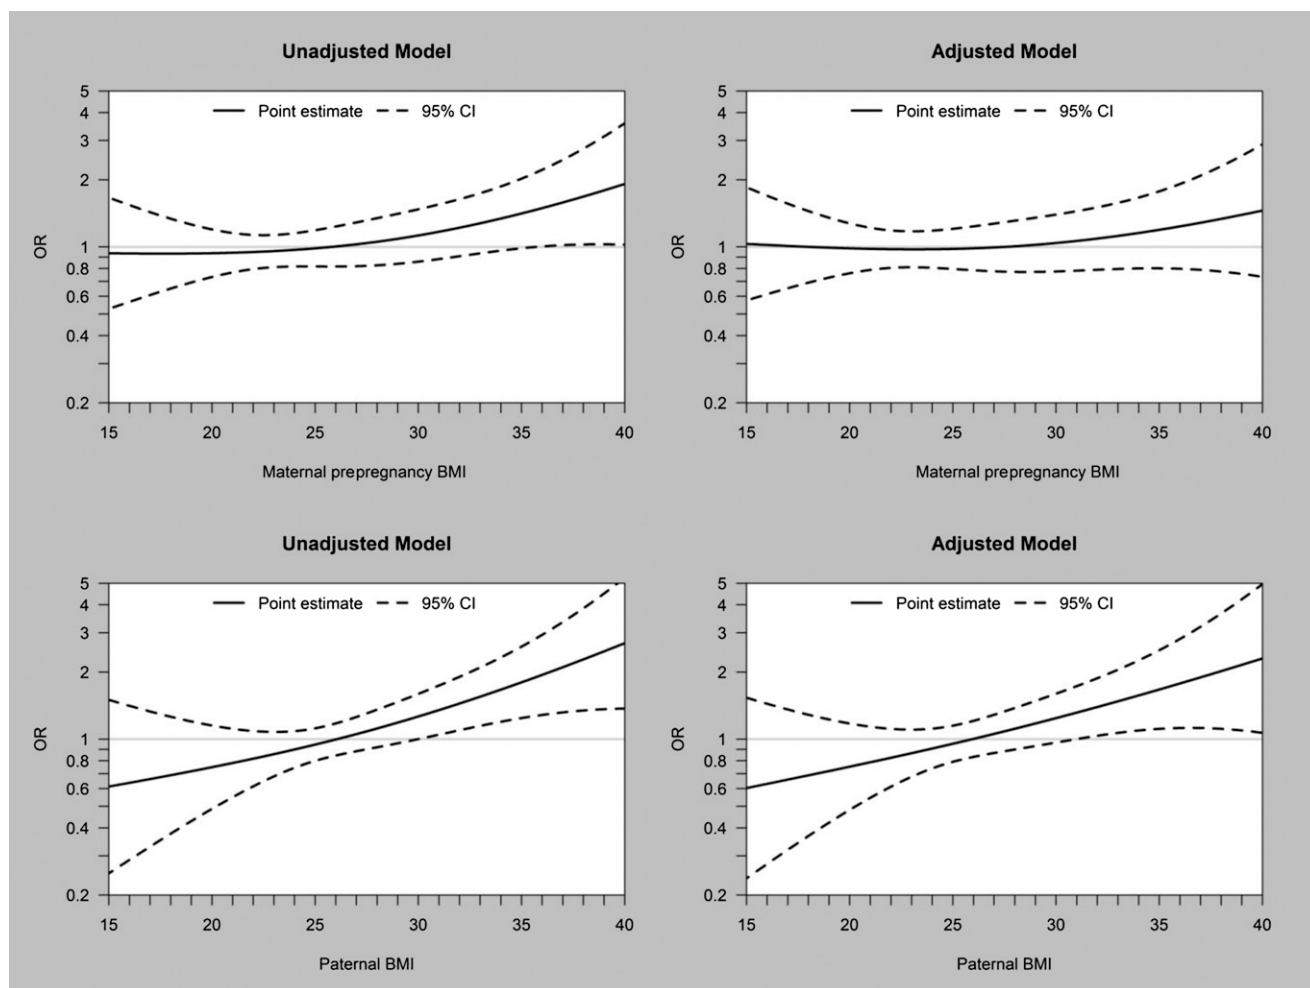 Unadjusted Model
Point estimate 95% CI
5
4
3
2
1
0.8
0.6
0.4
0.2
OR
15 20 25 30 35 40
Maternal prepregnancy BMI
Adjusted Model
Point estimate 95% CI
5
4
3
2
1
0.8
0.6
0.4
0.2
OR
15 20 25 30 35 40
Maternal prepregnancy BMI
Unadjusted Model
Point estimate 95% CI
5
4
3
2
1
0.8
0.6
0.4
0.2
OR
15 20 25 30 35 40
Paternal BMI
Adjusted Model
Point estimate 95% CI
5
4
3
2
1
0.8
0.6
0.4
0.2
OR
15 20 25 30 35 40
Paternal BMI